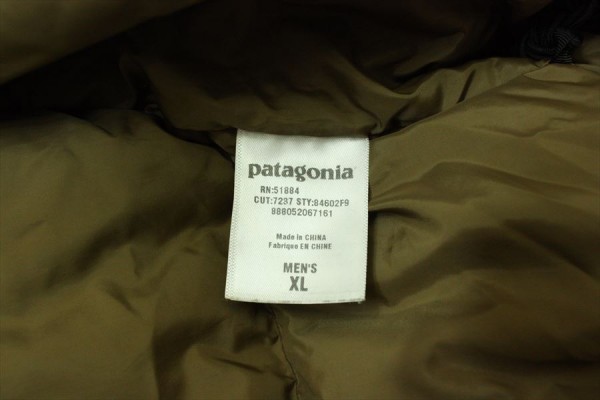 patagonia
RN:51884
CUT:7237 STY:84602F9
888052067161
Made in CHINA
Fabriqué EN CHINE
MEN'S
XL